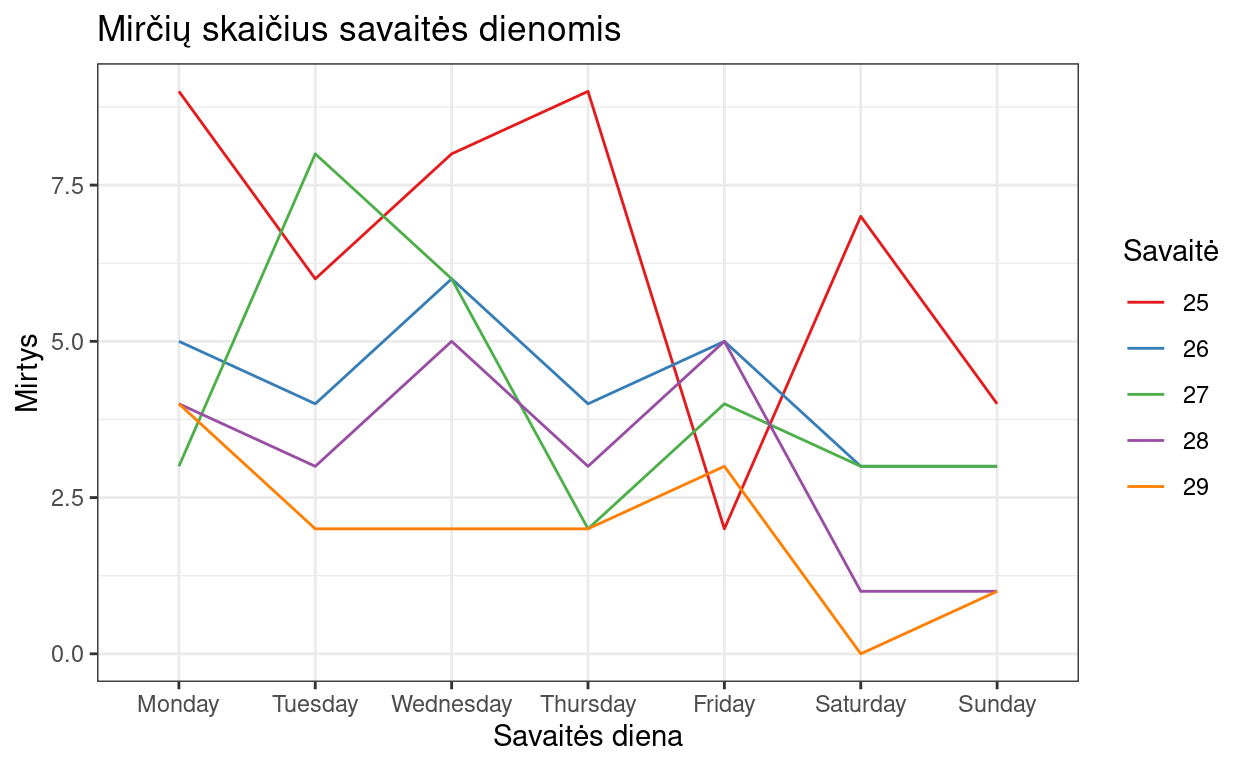 Mirčių skaičius savaitės dienomis
Mirtys
7.5
5.0
2.5
0.0
Monday Tuesday Wednesday Thursday Friday Saturday Sunday
Savaitės diena
Savaitė
25
26
27
28
29